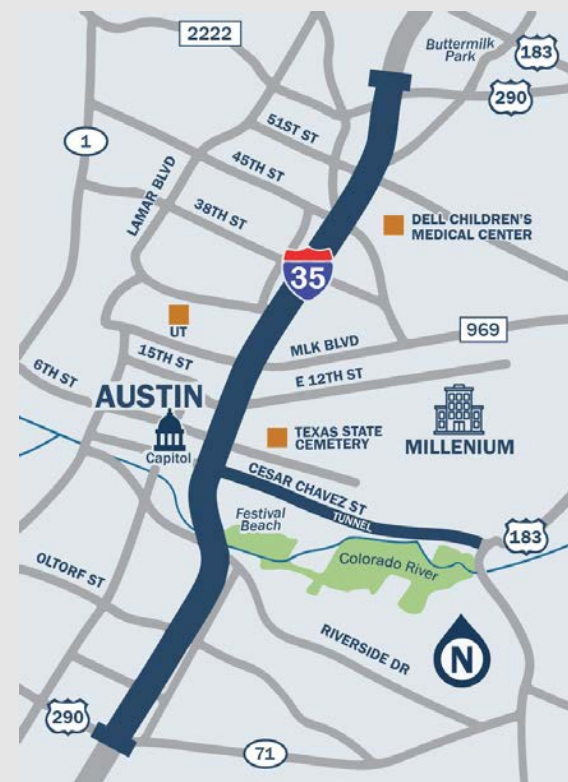 2222
Buttermilk
Park
183
290
1
51ST ST
45TH ST
LAMAR BLVD
38TH ST
DELL CHILDREN'S
MEDICAL CENTER
35
UT
MLK BLVD
969
15TH ST
6TH ST
E 12TH ST
AUSTIN
Capitol
TEXAS STATE
CEMETERY
MILLENIUM
CESAR CHAVEZ ST
TUNNEL
Festival
Beach
183
Colorado River
OLTORF ST
RIVERSIDE DR
N
290
71